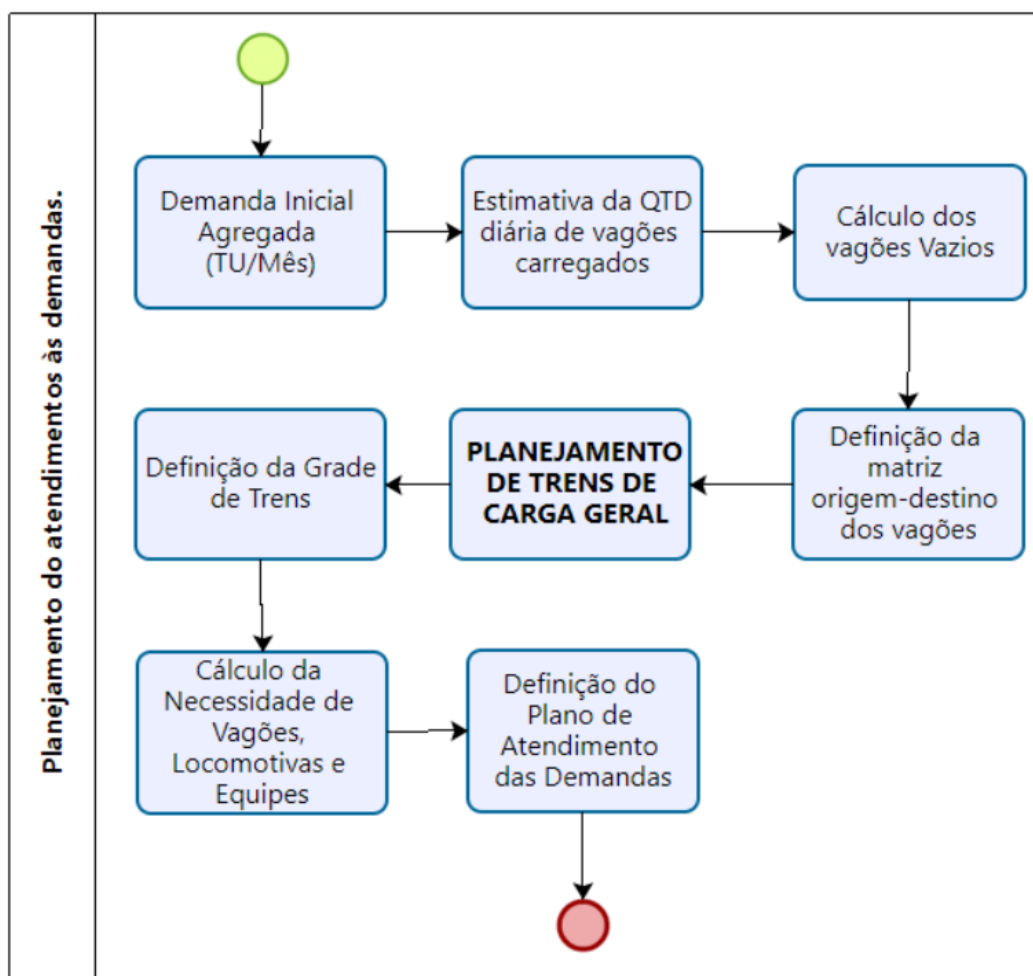 Planejamento do atendimentos às demandas.
Demanda Inicial
Agregada
(TU/Mês)
Estimativa da QTD
diária de vagões
carregados
Cálculo dos
vagões Vazios
Definição da
matriz
origem-destino
dos vagões
PLANEJAMENTO
DE TRENS DE
CARGA GERAL
Definição da Grade
de Trens
Cálculo da
Necessidade de
Vagões,
Locomotivas e
Equipes
Definição do
Plano de
Atendimento
das Demandas